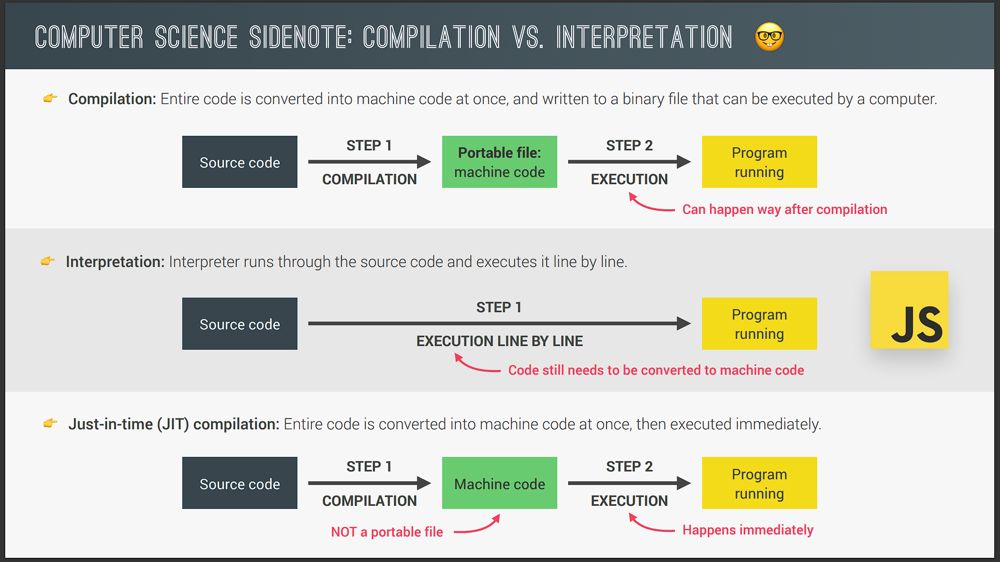 COMPUTER SCIENCE SIDENOTE: COMPILATION VS. INTERPRETATION
Compilation: Entire code is converted into machine code at once, and written to a binary file that can be executed by a computer.
Source code
STEP 1
COMPILATION
Portable file:
machine code
STEP 2
EXECUTION
Program
running
Can happen way after compilation
Interpretation: Interpreter runs through the source code and executes it line by line.
Source code
STEP 1
EXECUTION LINE BY LINE
Program
running
Code still needs to be converted to machine code
JS
Just-in-time (JIT) compilation: Entire code is converted into machine code at once, then executed immediately.
Source code
STEP 1
COMPILATION
Machine code
STEP 2
EXECUTION
Program
running
NOT a portable file
Happens immediately